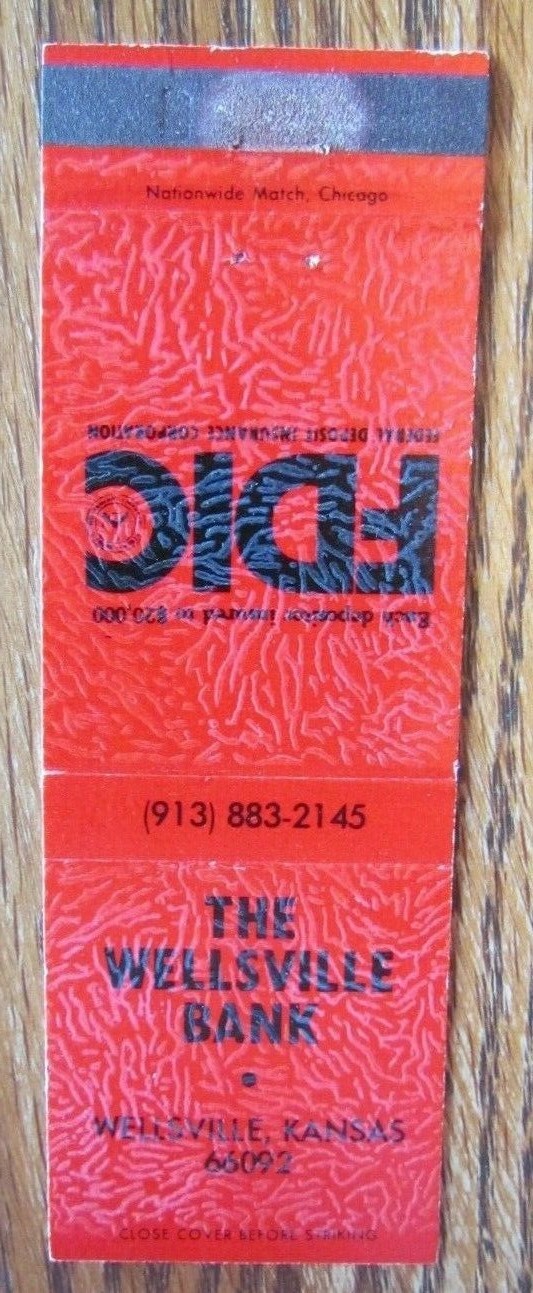 Nationwide Match, Chicago
FEDERAL DEPOSIT INSURANCE CORPORATION
FDIC
Each depositor insured to $20,000
(913) 883-2145
THE
WELLSVILLE
BANK
•
WELLSVILLE, KANSAS
66092
CLOSE COVER BEFORE STRIKING